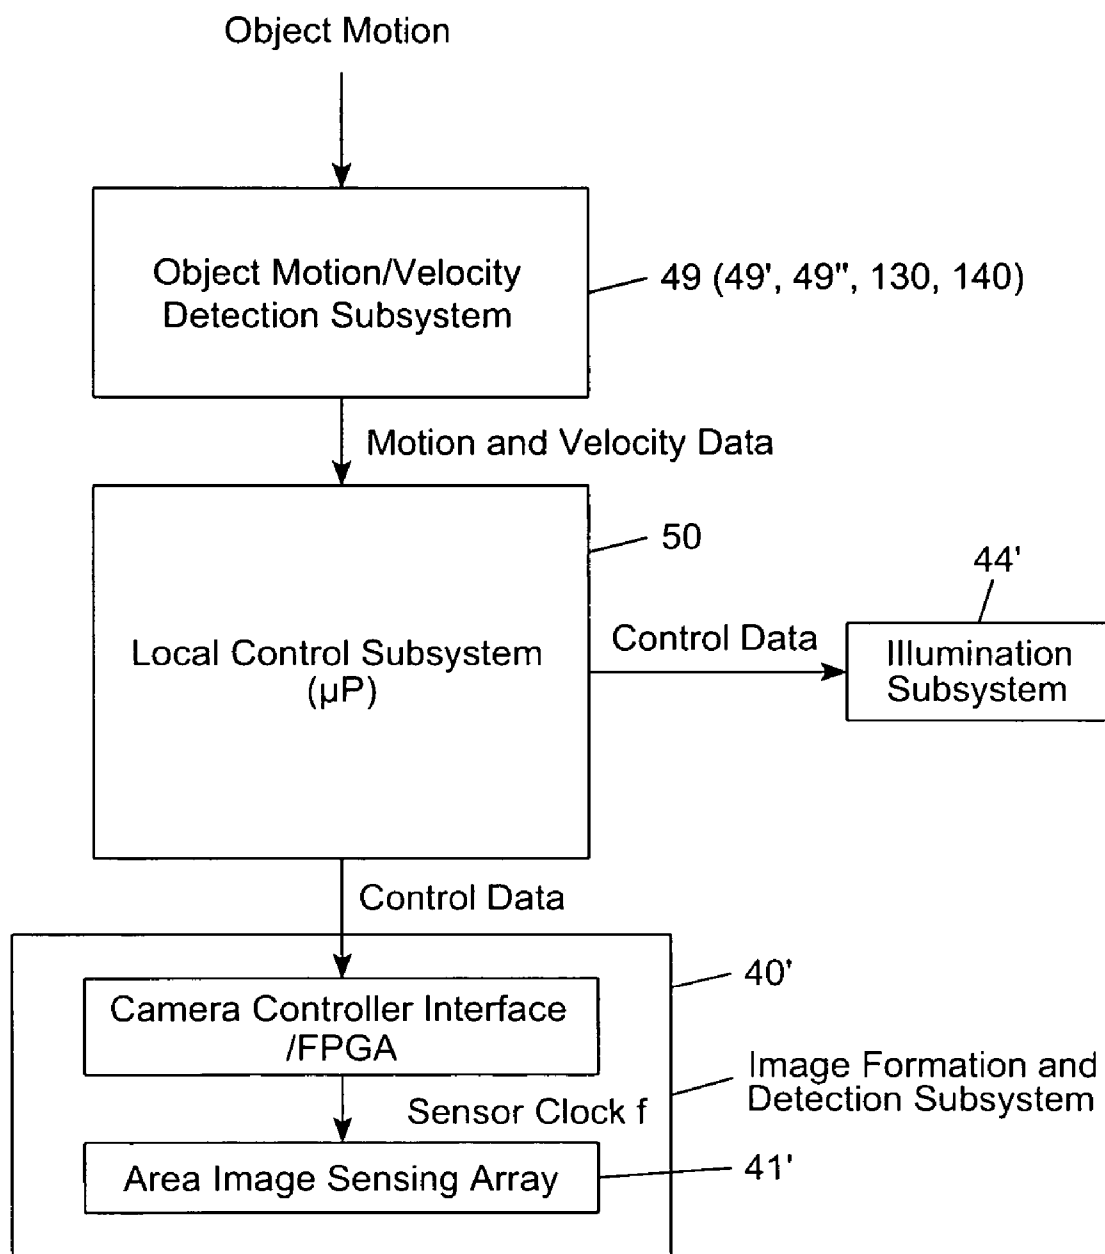 Object Motion
Object Motion/Velocity
Detection Subsystem
49 (49', 49", 130, 140)
Motion and Velocity Data
50
44'
Local Control Subsystem
(µP)
Control Data
Illumination
Subsystem
Control Data
40'
Camera Controller Interface
/FPGA
Image Formation and
Detection Subsystem
Sensor Clock f
Area Image Sensing Array
41'